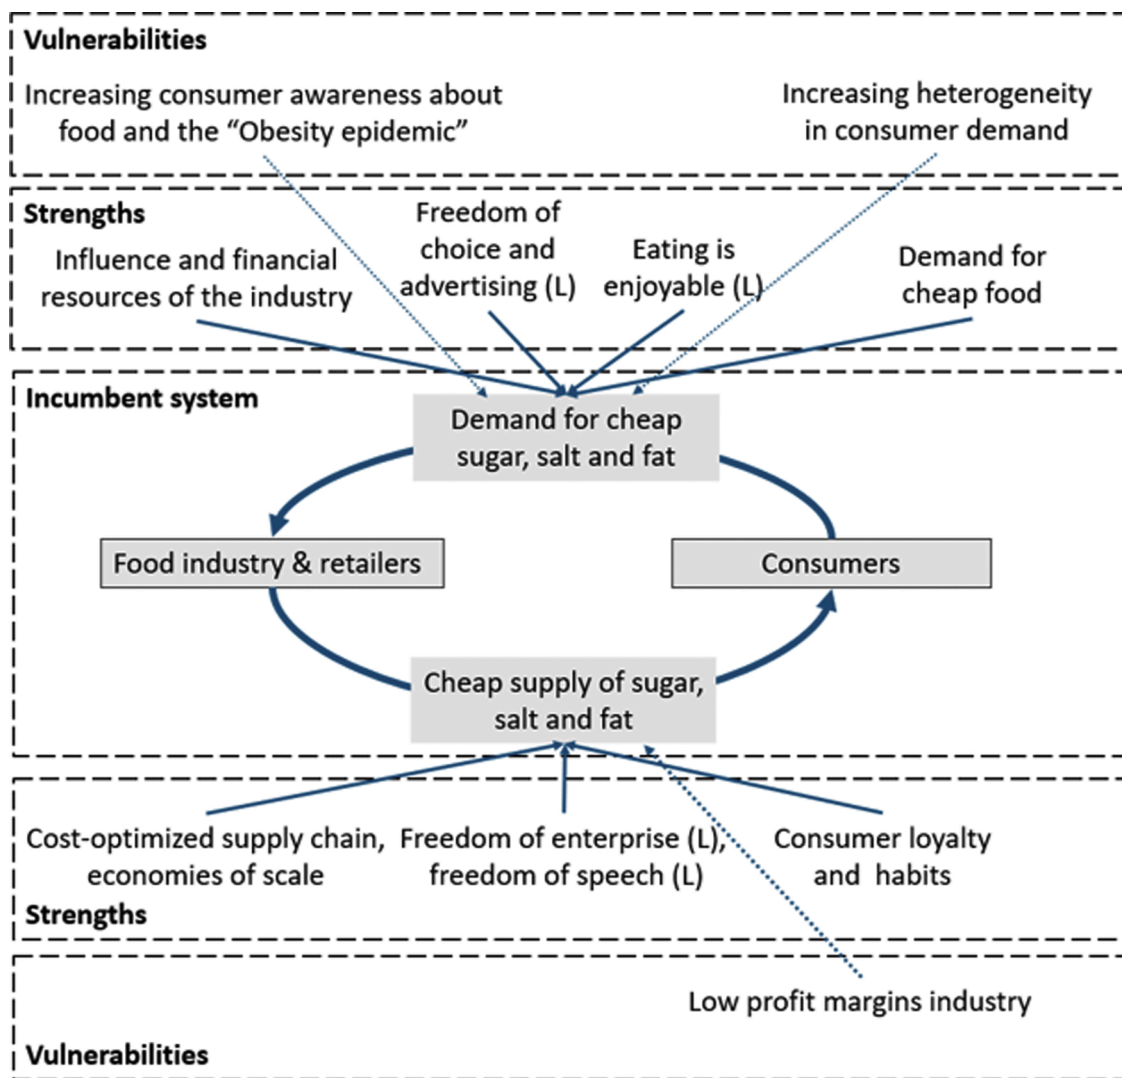 Vulnerabilities
Increasing consumer awareness about
food and the “Obesity epidemic”
Increasing heterogeneity
in consumer demand
Strengths
Influence and financial
resources of the industry
Freedom of
choice and
advertising (L)
Eating is
enjoyable (L)
Demand for
cheap food
Incumbent system
Demand for cheap
sugar, salt and fat
Food industry & retailers
Consumers
Cheap supply of sugar,
salt and fat
Cost-optimized supply chain,
economies of scale
Freedom of enterprise (L),
freedom of speech (L)
Consumer loyalty
and habits
Strengths
Low profit margins industry
Vulnerabilities